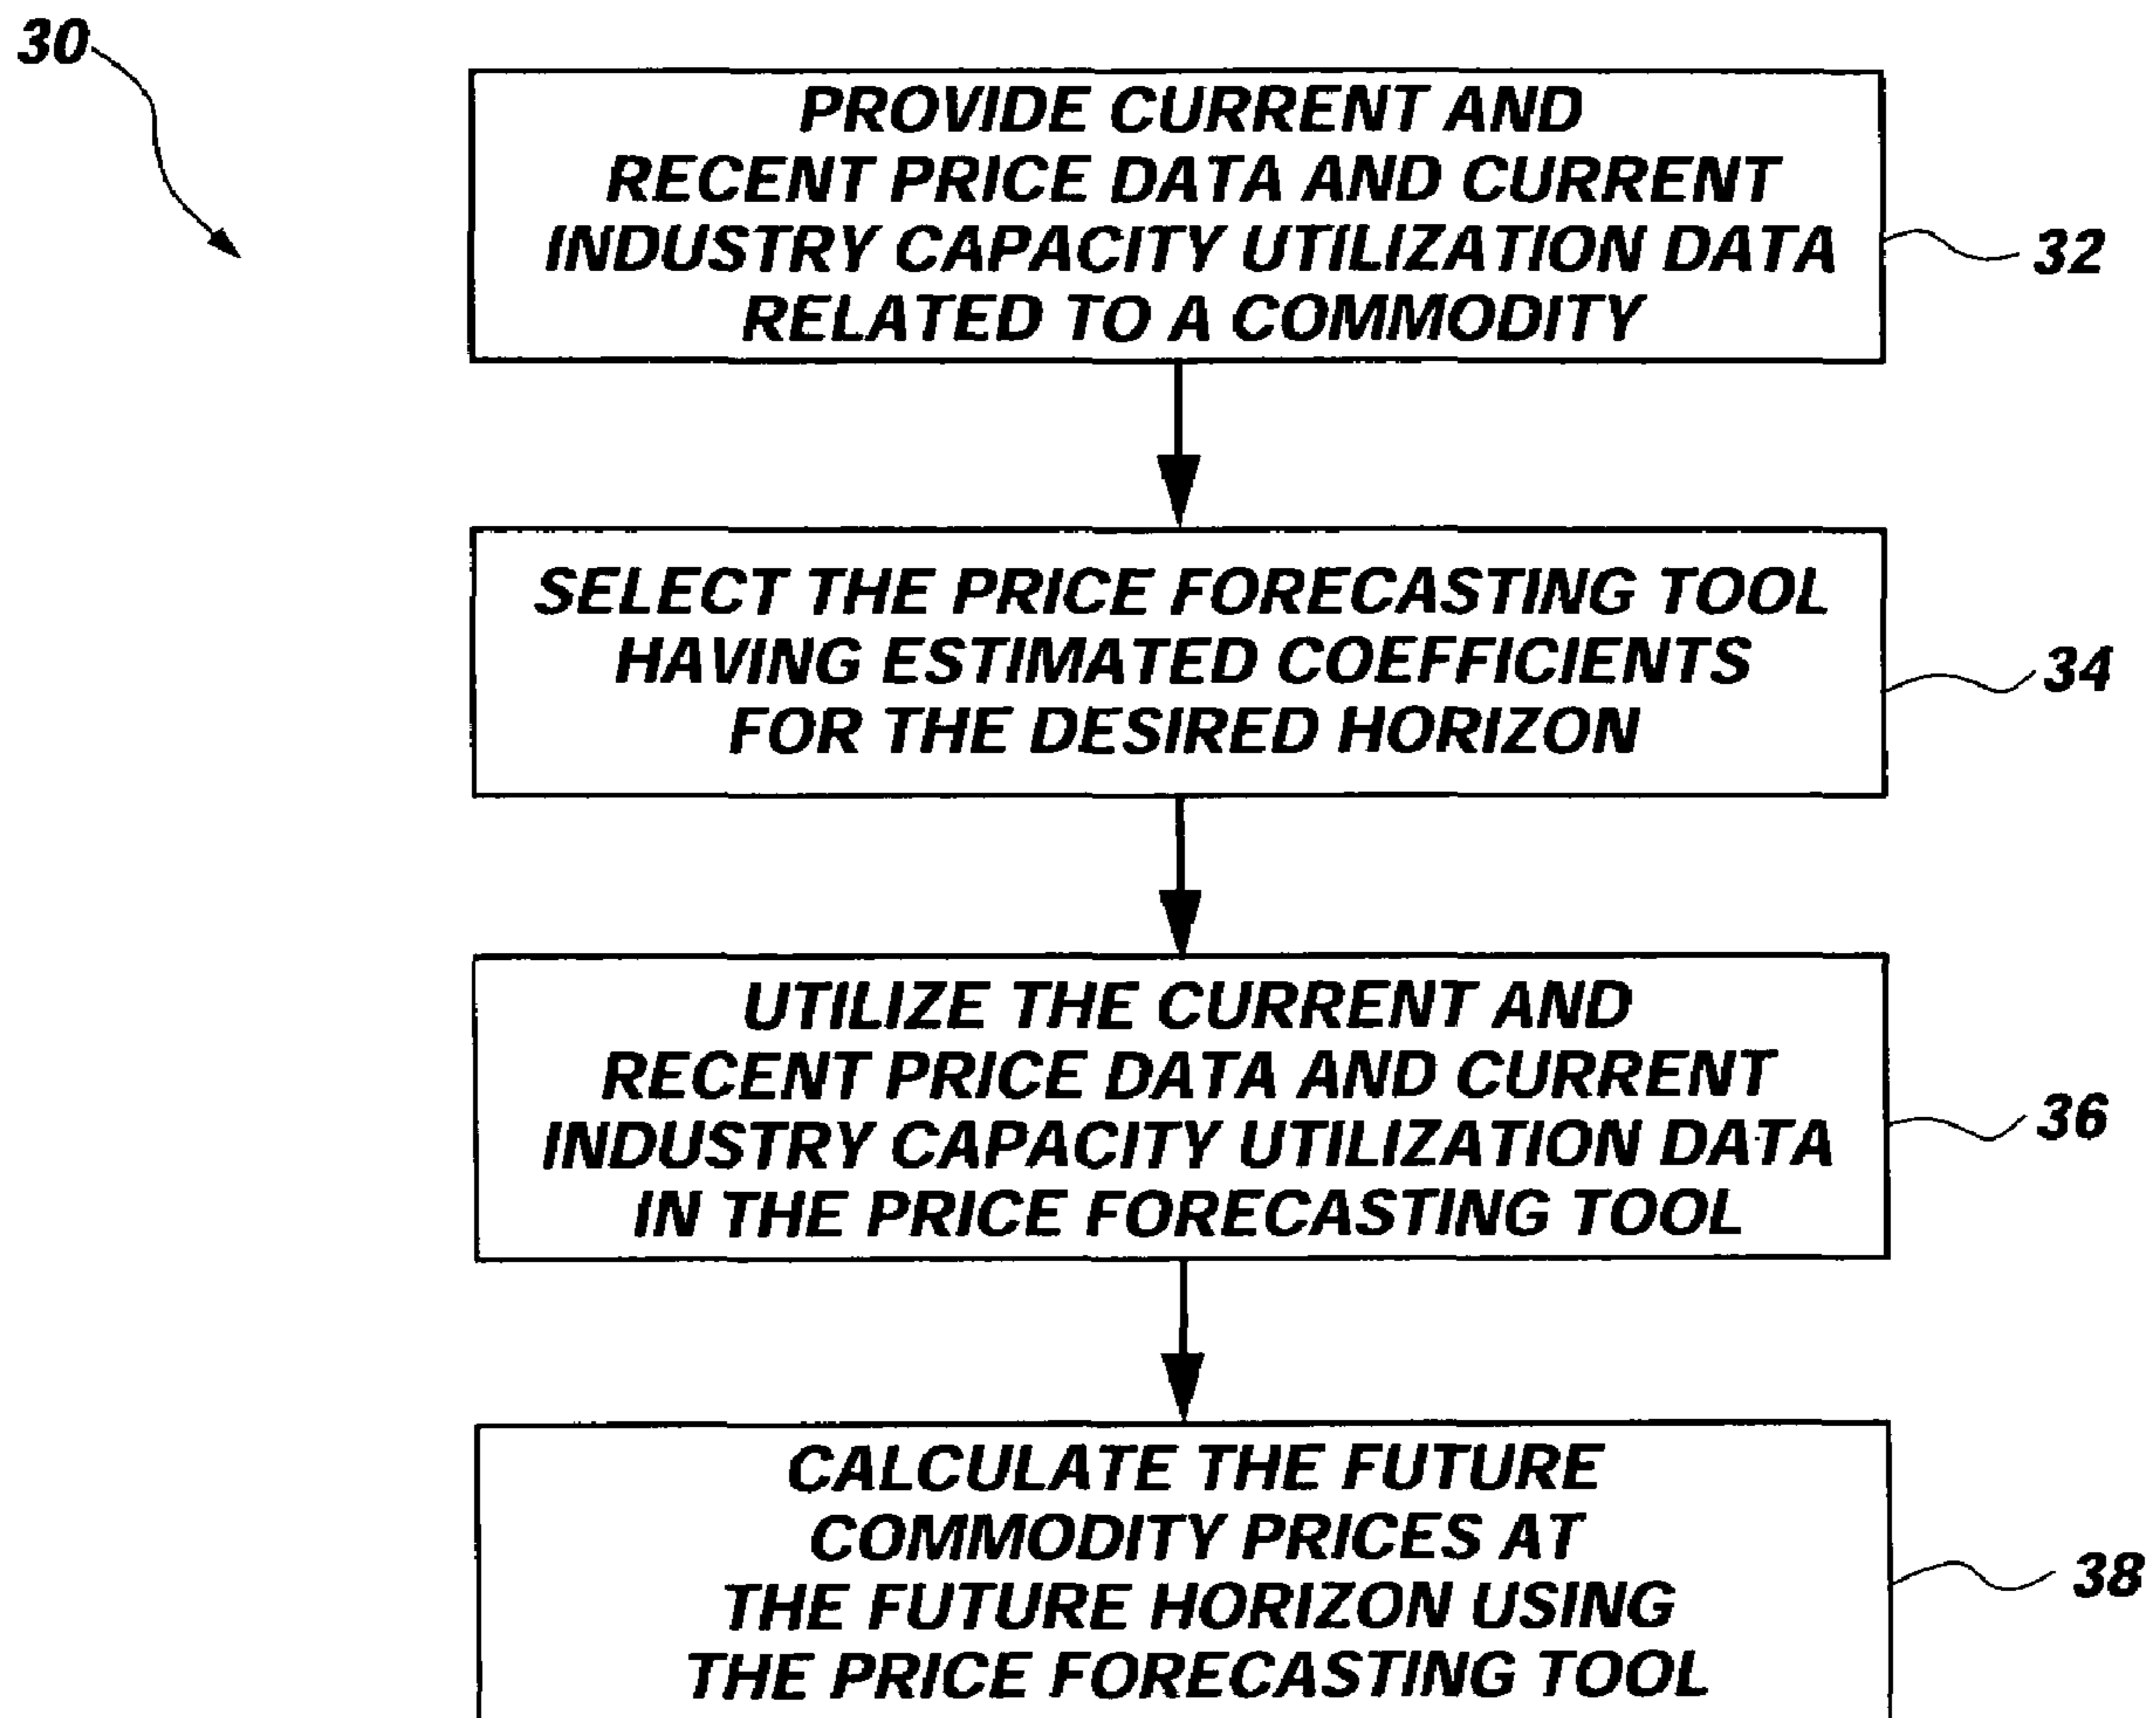 30
PROVIDE CURRENT AND
RECENT PRICE DATA AND CURRENT
INDUSTRY CAPACITY UTILIZATION DATA
RELATED TO A COMMODITY
32
SELECT THE PRICE FORECASTING TOOL
HAVING ESTIMATED COEFFICIENTS
FOR THE DESIRED HORIZON
34
UTILIZE THE CURRENT AND
RECENT PRICE DATA AND CURRENT
INDUSTRY CAPACITY UTILIZATION DATA
IN THE PRICE FORECASTING TOOL
36
CALCULATE THE FUTURE
COMMODITY PRICES AT
THE FUTURE HORIZON USING
THE PRICE FORECASTING TOOL
38